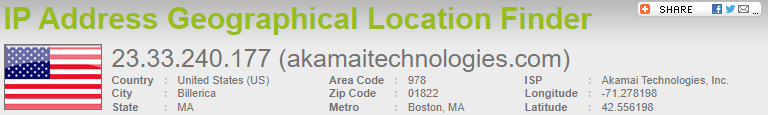 IP Address Geographical Location Finder
SHARE ...
23.33.240.177 (akamaitechnologies.com)
Country : United States (US) Area Code : 978 ISP : Akamai Technologies, Inc.
City : Billerica Zip Code : 01822 Longitude : -71.278198
State : MA Metro : Boston, MA Latitude : 42.556198